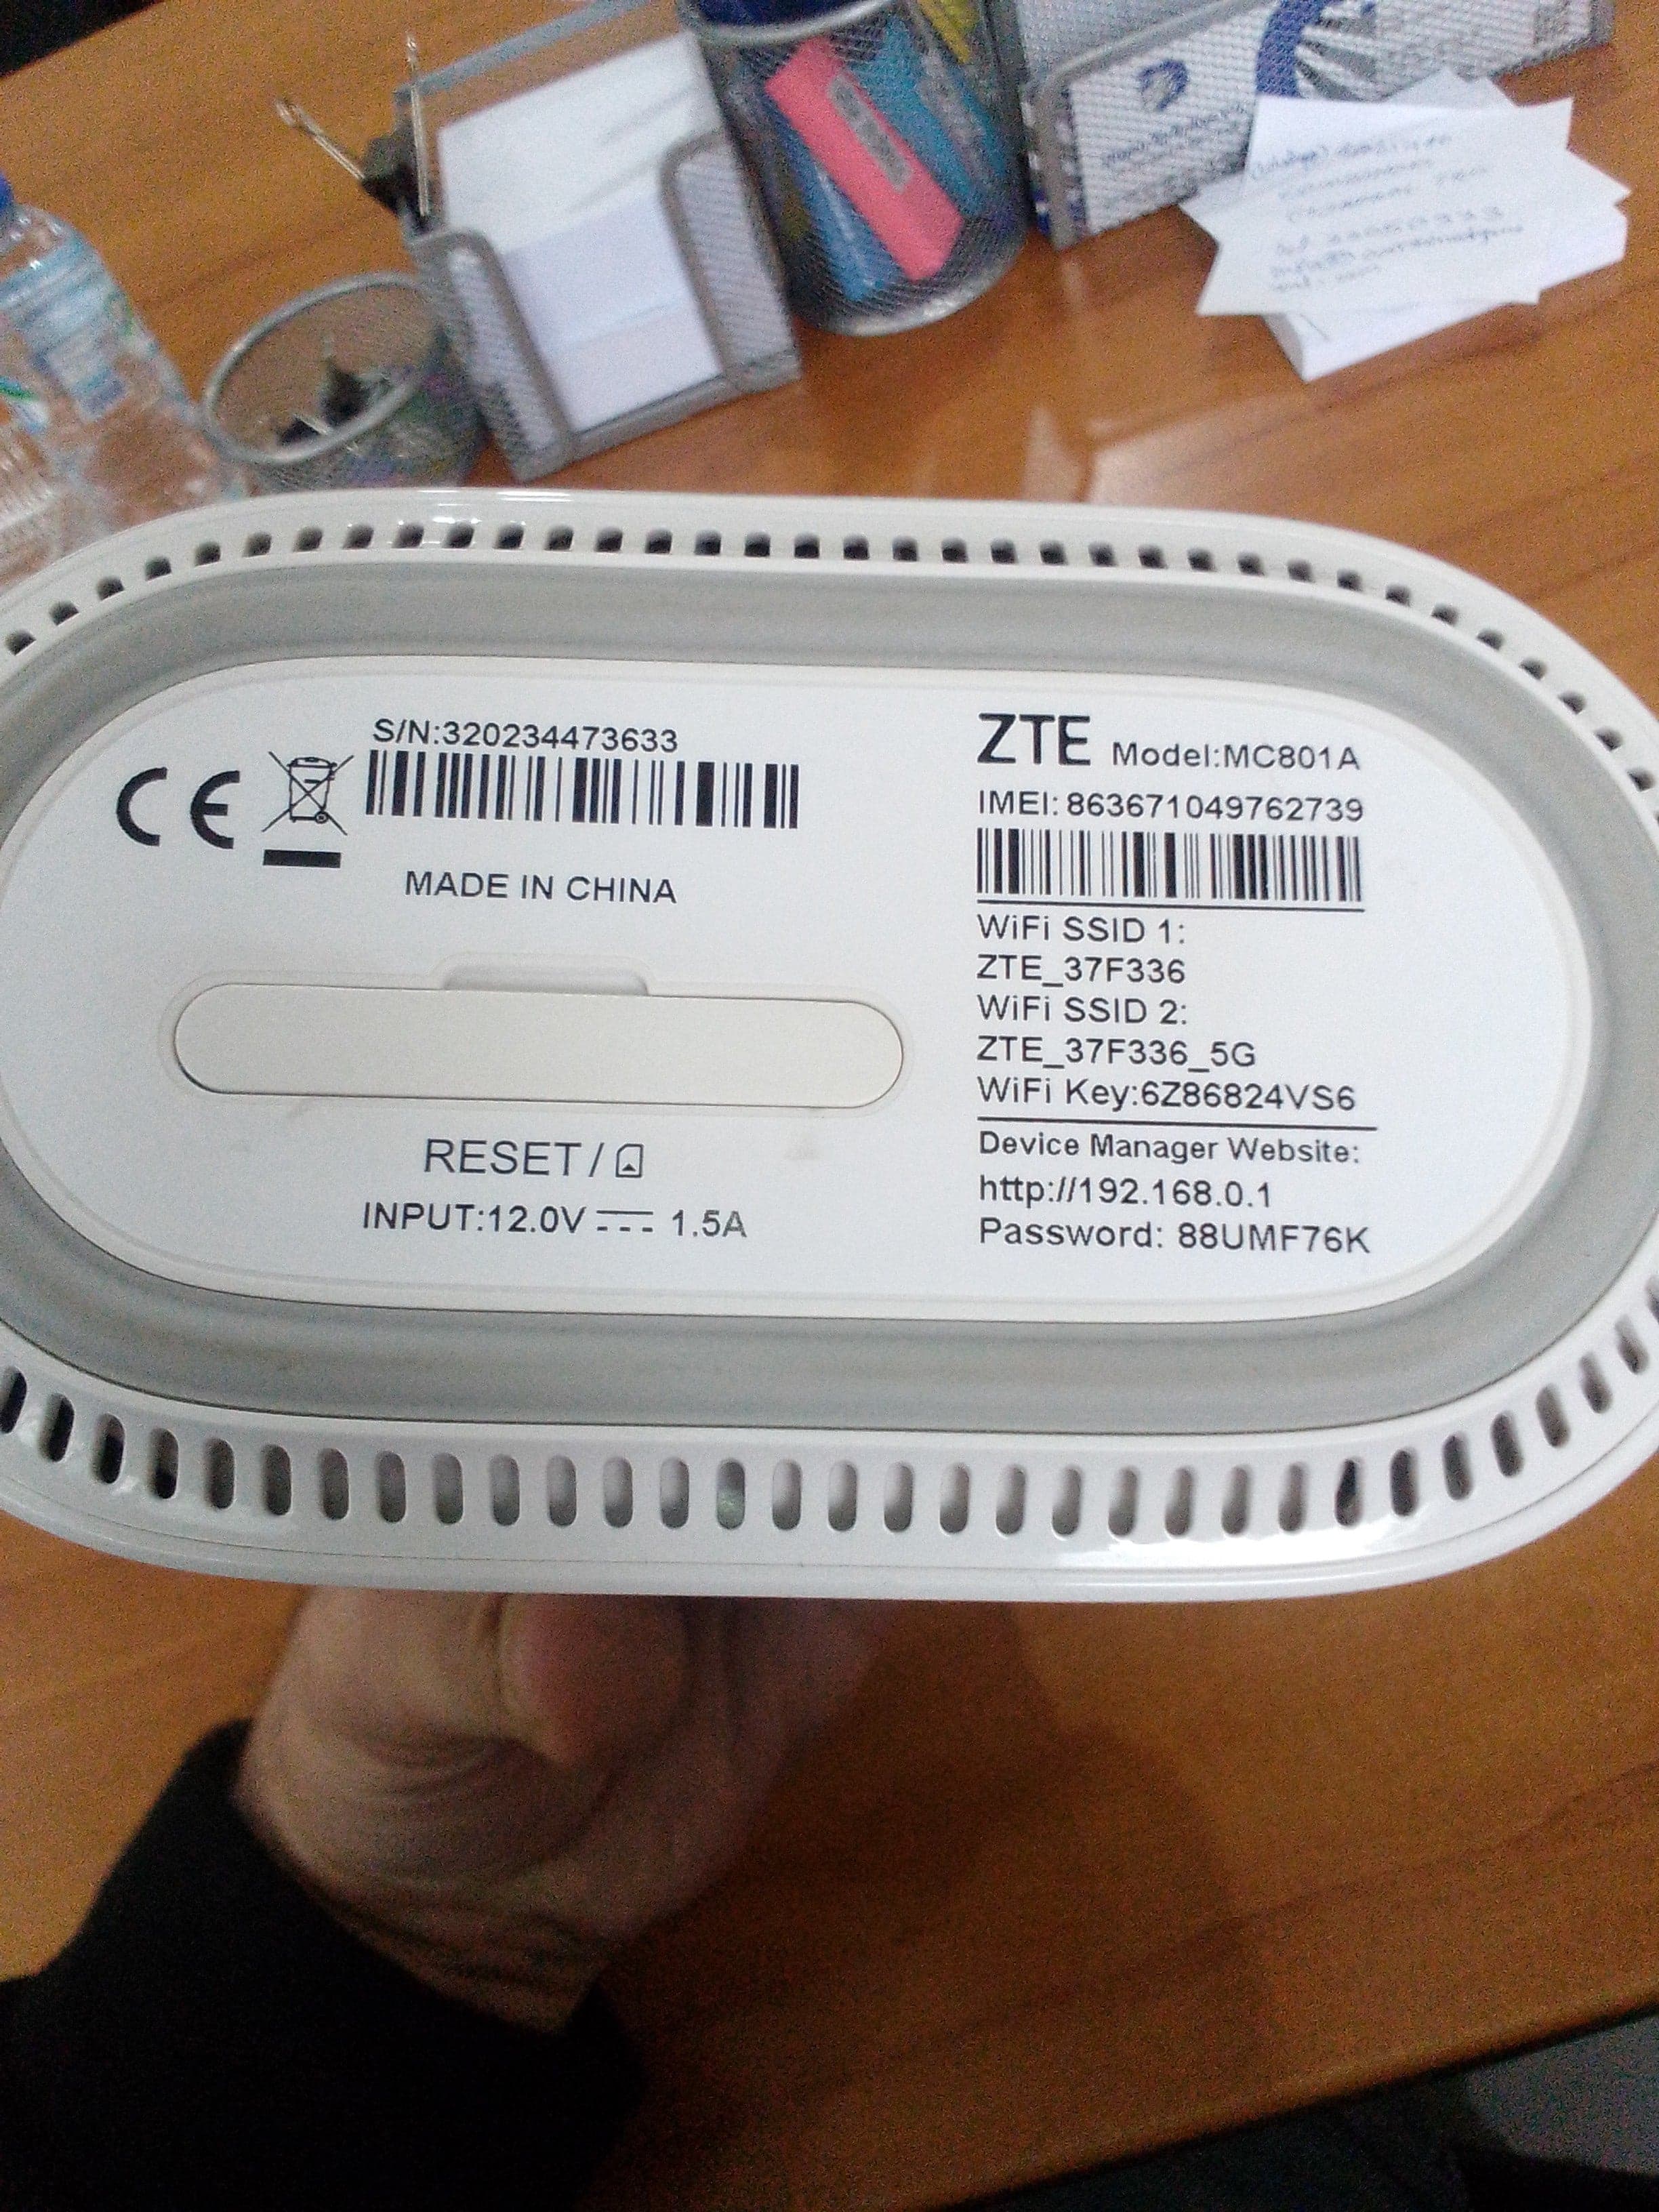 S/N:320234473633
MADE IN CHINA
RESET /
INPUT:12.0V 1.5A
ZTE Model:MC801A
IMEI: 863671049762739
WiFi SSID 1:
ZTE_37F336
WiFi SSID 2:
ZTE_37F336_5G
WiFi Key:6Z86824VS6
Device Manager Website:
http://192.168.0.1
Password: 88UMF76K